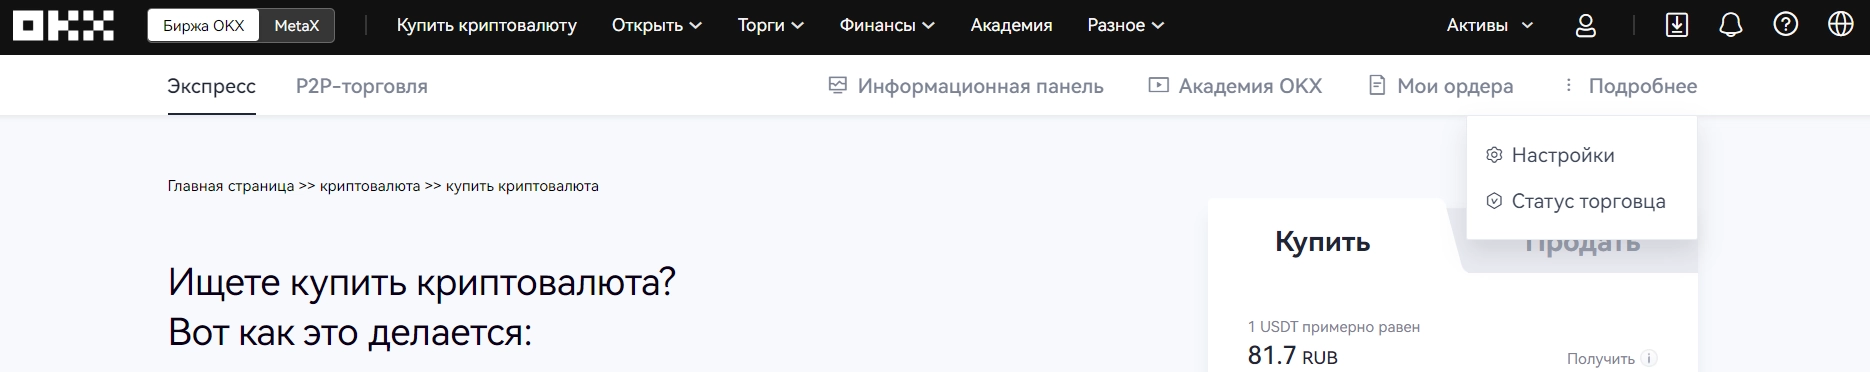 OKX Биржа OKX MetaX Купить криптовалюту Открыть Торги Финансы Академия Разное Активы
Экспресс P2P-торговля Информационная панель Академия OKX Мои ордера Подробнее
Настройки
Главная страница >> криптовалюта >> купить криптовалюта
Статус торговца
Купить Продать
Ищете купить криптовалюта?
Вот как это делается:
1 USDT примерно равен
81.7 RUB Получить